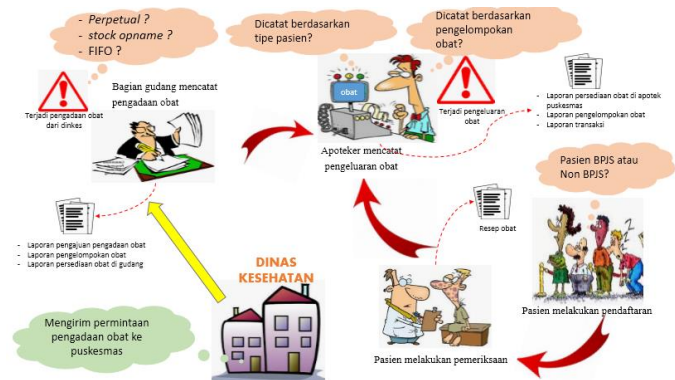 - Perpetual ?
- stock opname ?
- FIFO ?
Dicatat berdasarkan
tipe pasien?
Dicatat berdasarkan
pengelompokan
obat?
Bagian gudang mencatat
pengadaan obat
Terjadi pengadaan obat
dari dinkes
obat
Terjadi pengeluaran
obat
- Laporan persediaan obat di apotek
puskesmas
- Laporan pengelompokan obat
- Laporan transaksi
Apoteker mencatat
pengeluaran obat
Pasien BPJS atau
Non BPJS?
Resep obat
- Laporan pengajuan pengadaan obat
- Laporan pengelompokan obat
- Laporan persediaan obat di gudang
DINAS
KESEHATAN
Pasien melakukan pendaftaran
Mengirim permintaan
pengadaan obat ke
puskesmas
Pasien melakukan pemeriksaan